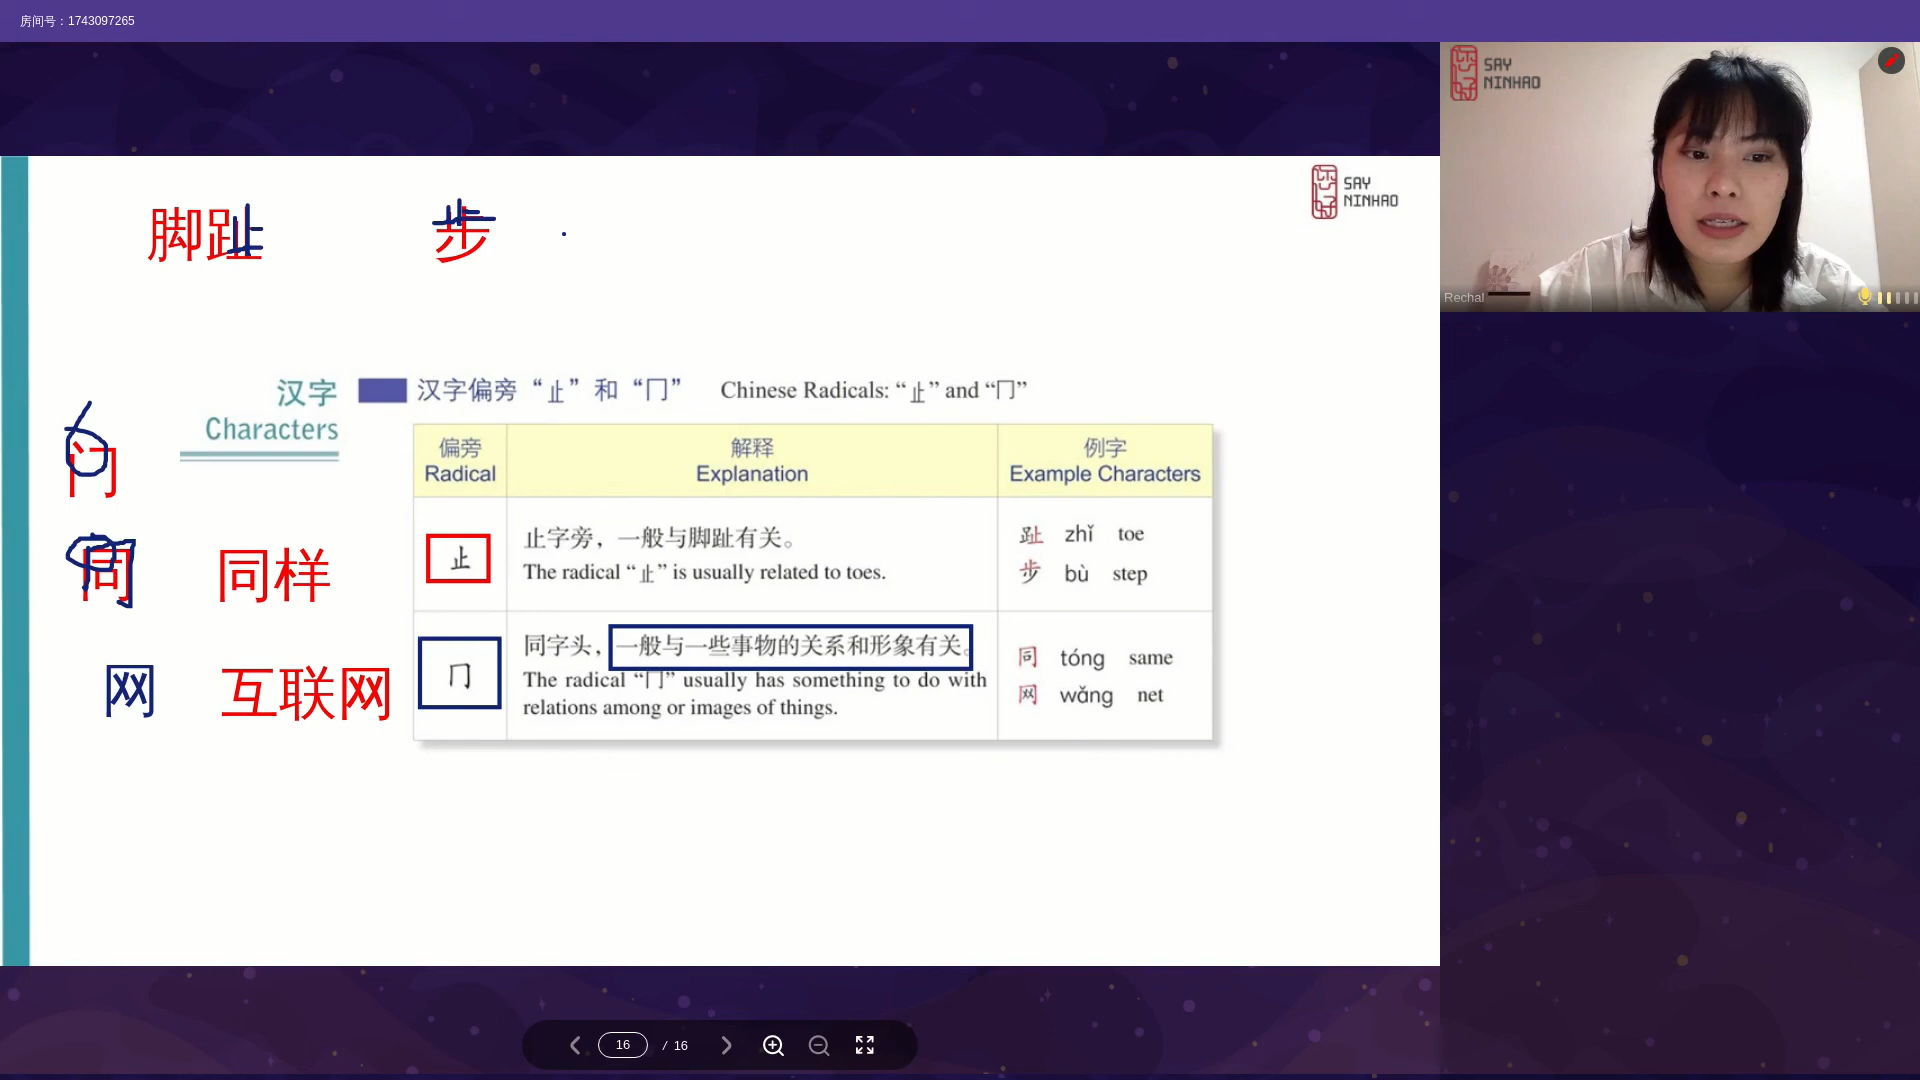 房间号：1743097265
SAY
NINHAO
Rechal
SAY
NINHAO
脚趾 步
汉字
Characters
汉字偏旁“止”和“冂” Chinese Radicals: “止” and “冂”
门
同 同样
网 互联网
偏旁 解释 例字
Radical Explanation Example Characters
止
止字旁，一般与脚趾有关。
The radical “止” is usually related to toes.
趾 zhǐ toe
步 bù step
冂
同字头，一般与一些事物的关系和形象有关。
The radical “冂” usually has something to do with
relations among or images of things.
同 tóng same
网 wǎng net
16 / 16